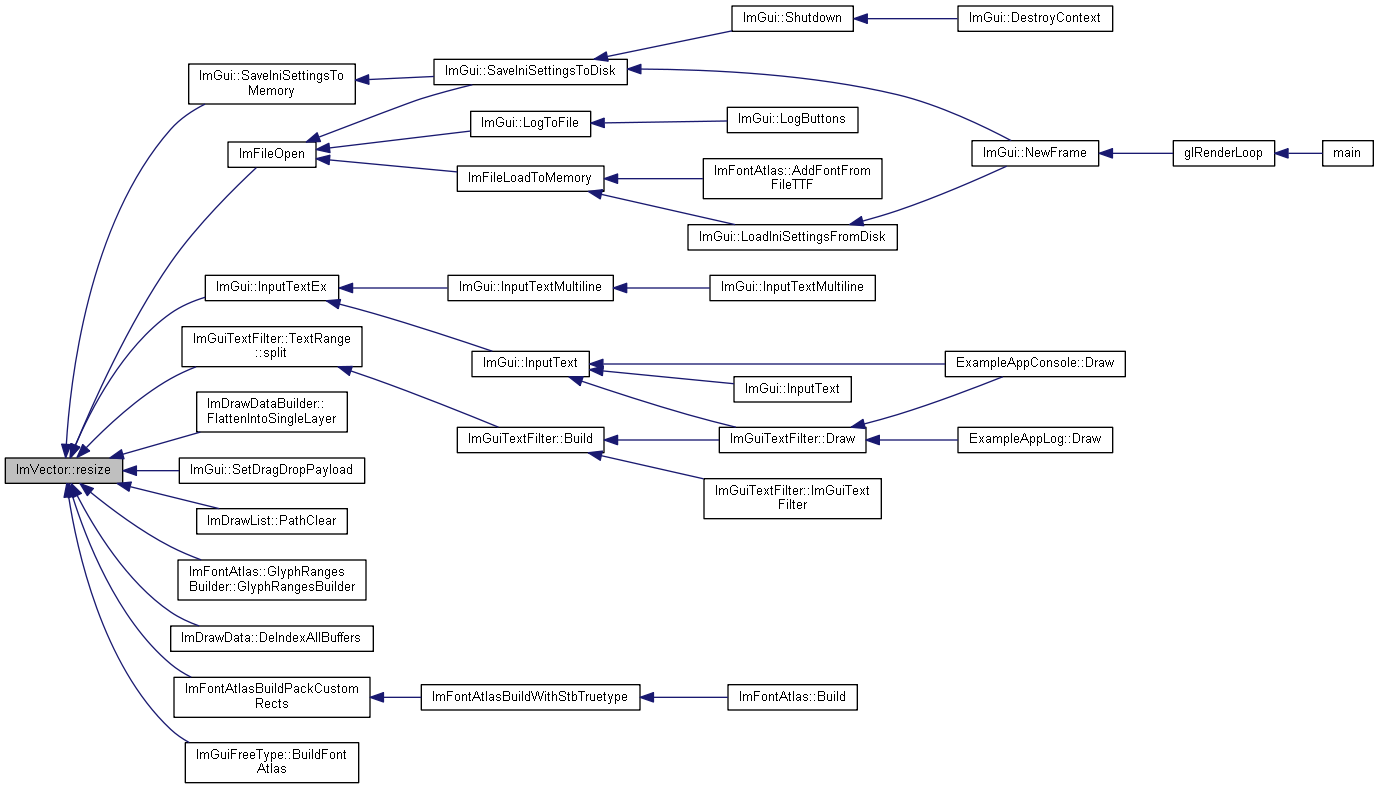 ImGui::Shutdown
ImGui::DestroyContext
ImGui::SaveIniSettingsTo
Memory
ImGui::SaveIniSettingsToDisk
ImGui::LogToFile
ImGui::LogButtons
ImFileOpen
ImGui::NewFrame
glRenderLoop
main
ImFileLoadToMemory
ImFontAtlas::AddFontFrom
FileTTF
ImGui::LoadIniSettingsFromDisk
ImGui::InputTextEx
ImGui::InputTextMultiline
ImGui::InputTextMultiline
ImGuiTextFilter::TextRange
::split
ImGui::InputText
ExampleAppConsole::Draw
ImGui::InputText
ImDrawDataBuilder::
FlattenIntoSingleLayer
ImGuiTextFilter::Build
ImGuiTextFilter::Draw
ExampleAppLog::Draw
ImVector::resize
ImGui::SetDragDropPayload
ImGuiTextFilter::ImGuiText
Filter
ImDrawList::PathClear
ImFontAtlas::GlyphRanges
Builder::GlyphRangesBuilder
ImDrawData::DeIndexAllBuffers
ImFontAtlasBuildPackCustom
Rects
ImFontAtlasBuildWithStbTruetype
ImFontAtlas::Build
ImGuiFreeType::BuildFont
Atlas